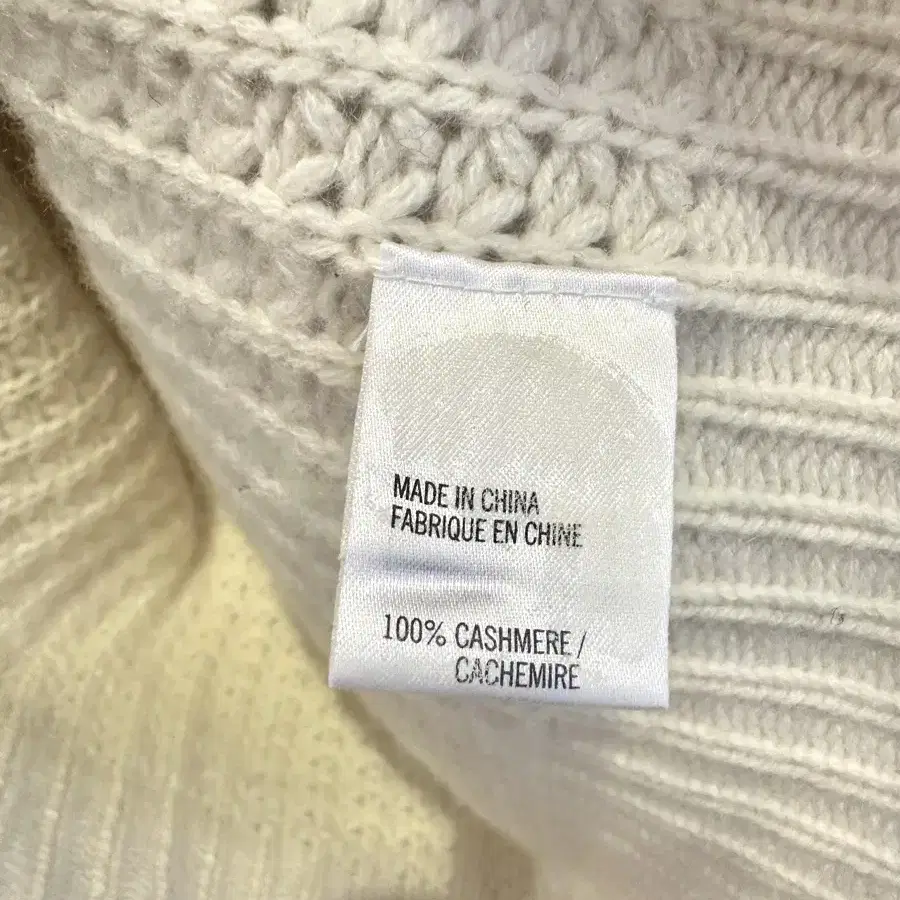 MADE IN CHINA
FABRIQUE EN CHINE
100% CASHMERE /
CACHEMIRE